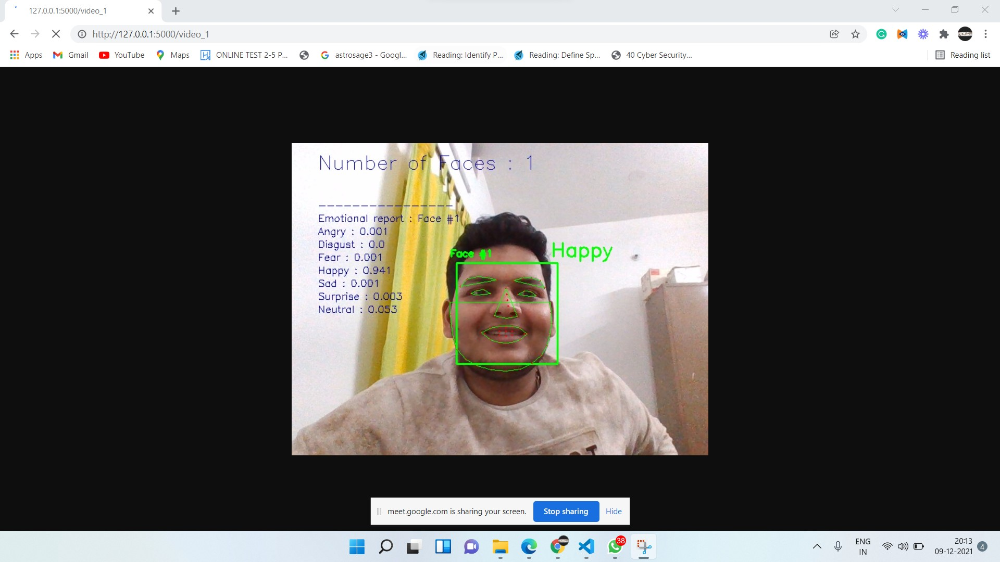 127.0.0.1:5000/video_1
http://127.0.0.1:5000/video_1
Apps
Gmail
YouTube
Maps
ONLINE TEST 2-5 P...
astrosage3 - Googl...
Reading: Identify P...
Reading: Define Sp...
40 Cyber Security...
Reading list
Number of Faces : 1
----------------
Emotional report : Face #1
Angry : 0.001
Disgust : 0.0
Fear : 0.001
Happy : 0.941
Sad : 0.001
Surprise : 0.003
Neutral : 0.053
Face #1
Happy
meet.google.com is sharing your screen.
Stop sharing
Hide
38
ENG
IN
20:13
09-12-2021
4